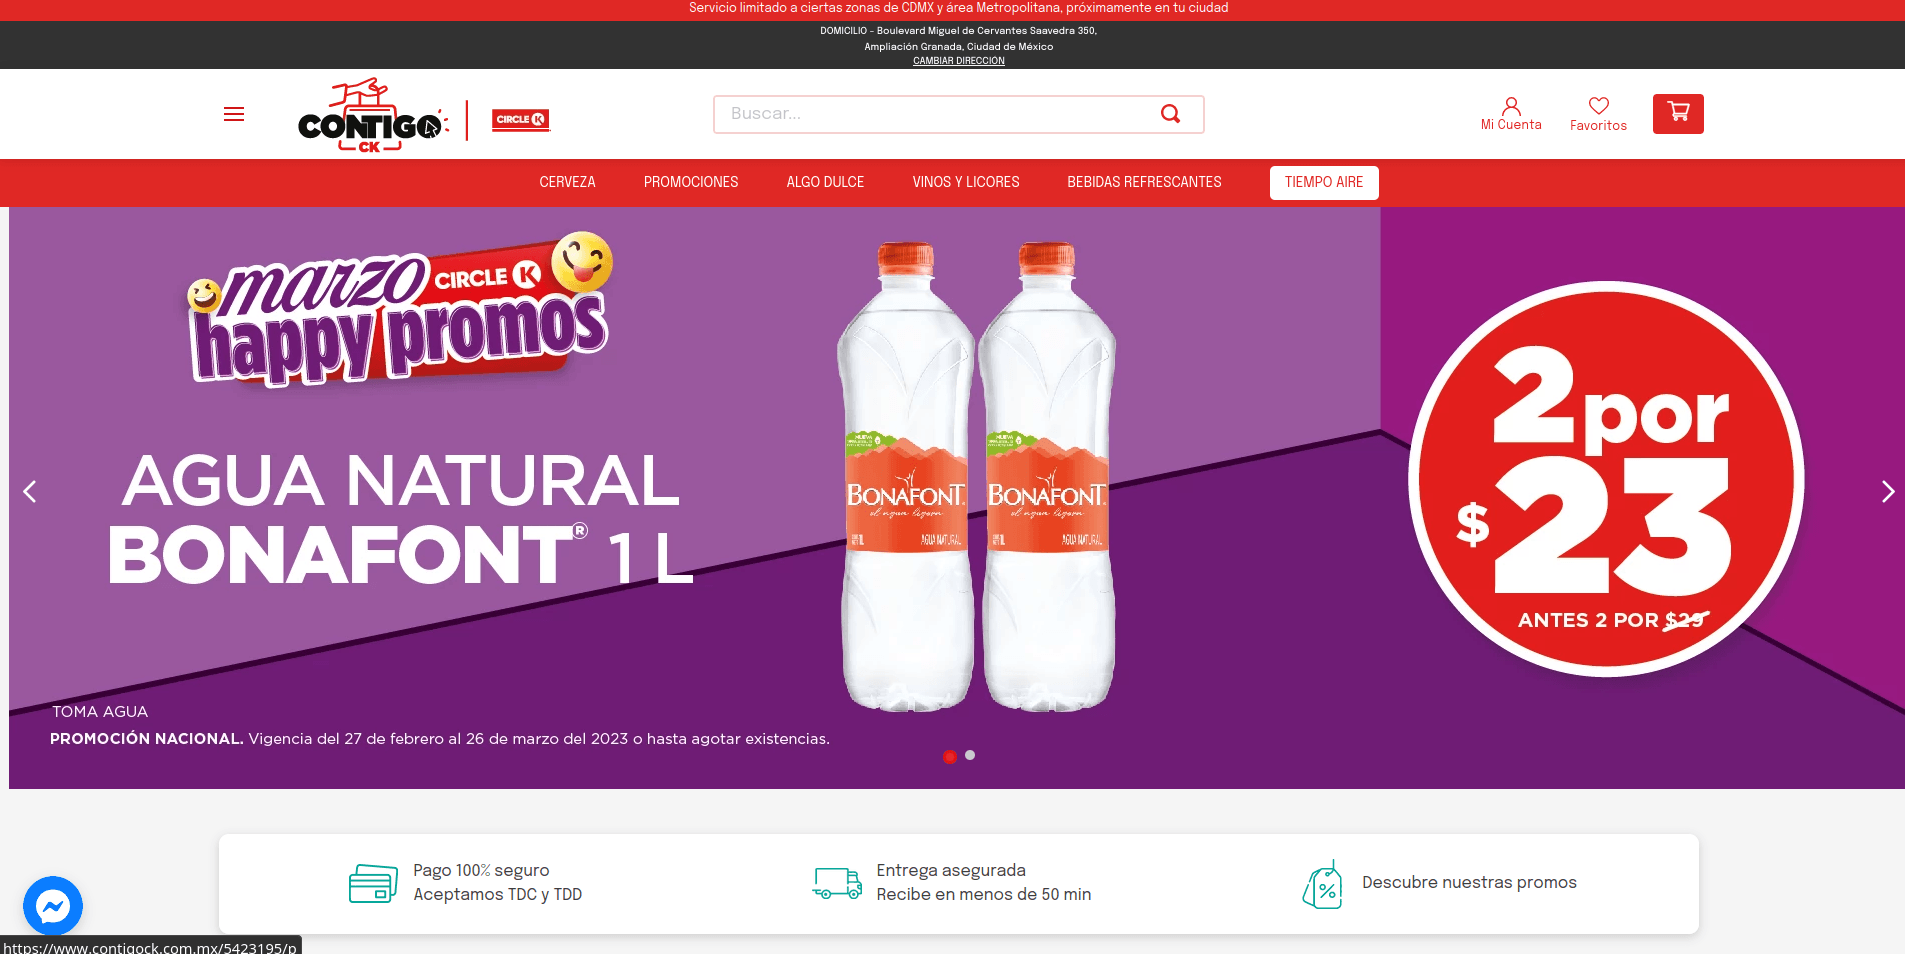 Servicio limitado a ciertas zonas de CDMX y área Metropolitana, próximamente en tu ciudad
DOMICILIO - Boulevard Miguel de Cervantes Saavedra 350,
Ampliación Granada, Ciudad de México
CAMBIAR DIRECCIÓN
CONTIGO
CK
CIRCLE K
Buscar...
Mi Cuenta
Favoritos
CERVEZA
PROMOCIONES
ALGO DULCE
VINOS Y LICORES
BEBIDAS REFRESCANTES
TIEMPO AIRE
marzo
CIRCLE K
happy promos
AGUA NATURAL
BONAFONT® 1 L
BONAFONT
el agua ligera
AGUA NATURAL
BONAFONT
el agua ligera
AGUA NATURAL
2 por
$23
ANTES 2 POR $29
TOMA AGUA
PROMOCIÓN NACIONAL. Vigencia del 27 de febrero al 26 de marzo del 2023 o hasta agotar existencias.
Pago 100% seguro
Aceptamos TDC y TDD
Entrega asegurada
Recibe en menos de 50 min
Descubre nuestras promos
https://www.contigock.com.mx/5423195/p